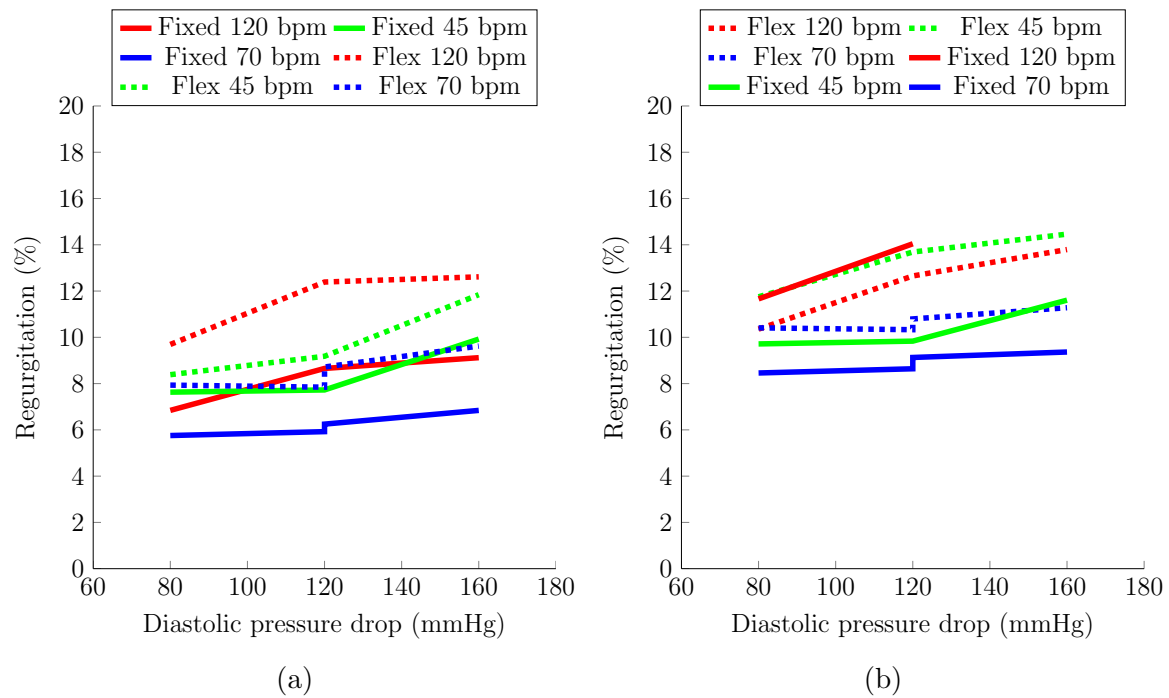 Fixed 120 bpm Fixed 45 bpm
Fixed 70 bpm Flex 120 bpm
Flex 45 bpm Flex 70 bpm
20
18
16
14
12
10
8
6
4
2
0
Regurgitation (%)
60 80 100 120 140 160 180
Diastolic pressure drop (mmHg)
(a)
Flex 120 bpm Flex 45 bpm
Flex 70 bpm Fixed 120 bpm
Fixed 45 bpm Fixed 70 bpm
20
18
16
14
12
10
8
6
4
2
0
Regurgitation (%)
60 80 100 120 140 160 180
Diastolic pressure drop (mmHg)
(b)